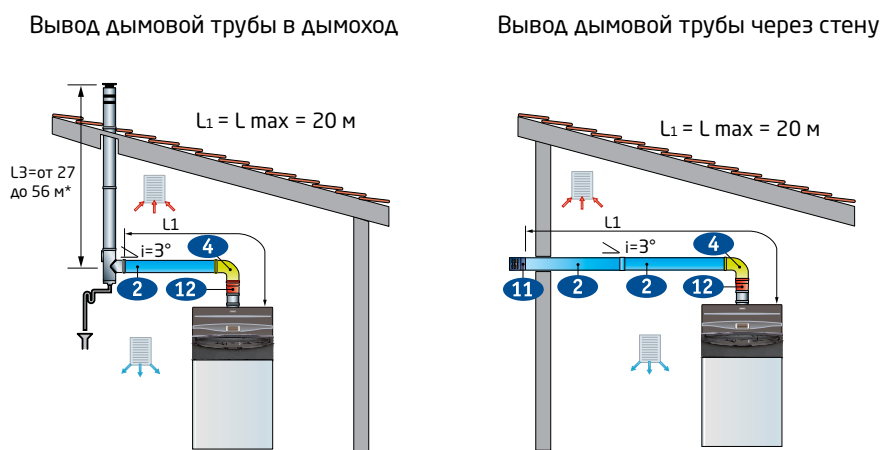 Вывод дымовой трубы в дымоход
L1 = L max = 20 м
L3=от 27
до 56 м*
L1
i=3°
4
2
12
Вывод дымовой трубы через стену
L1 = L max = 20 м
L1
i=3°
4
11
2
2
12